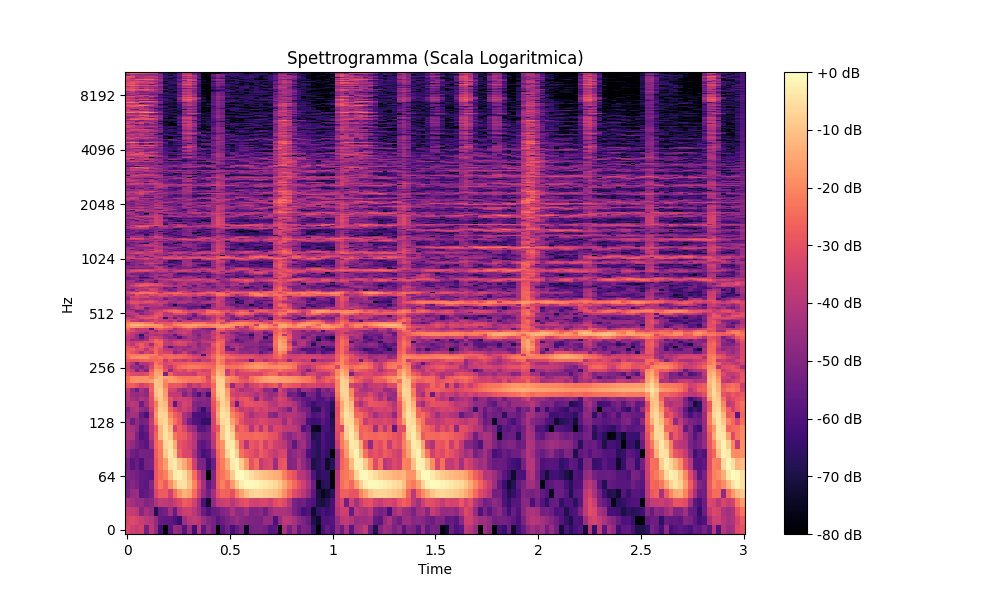 Spettrogramma (Scala Logaritmica)
Hz
8192
4096
2048
1024
512
256
128
64
0
0
0.5
1
1.5
2
2.5
3
Time
+0 dB
-10 dB
-20 dB
-30 dB
-40 dB
-50 dB
-60 dB
-70 dB
-80 dB